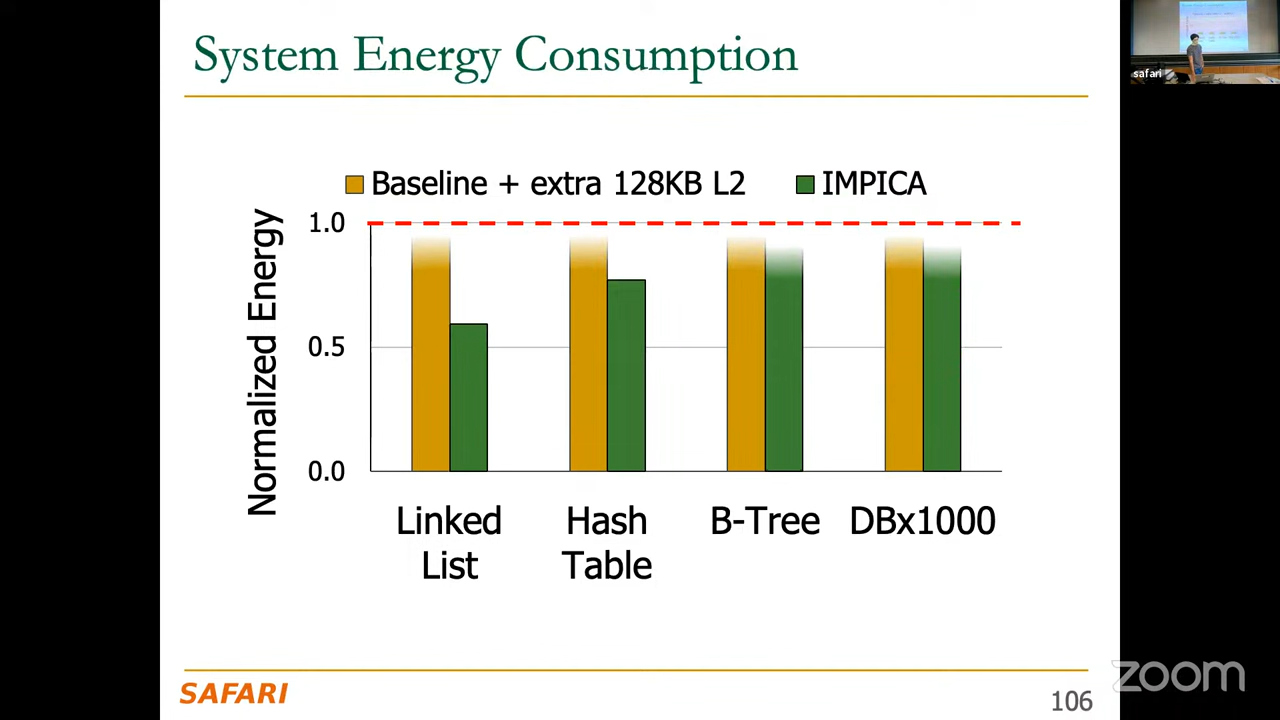 System Energy Consumption
safari
Baseline + extra 128KB L2 IMPICA
Normalized Energy
1.0
0.5
0.0
Linked List
Hash Table
B-Tree
DBx1000
SAFARI
106
zoom